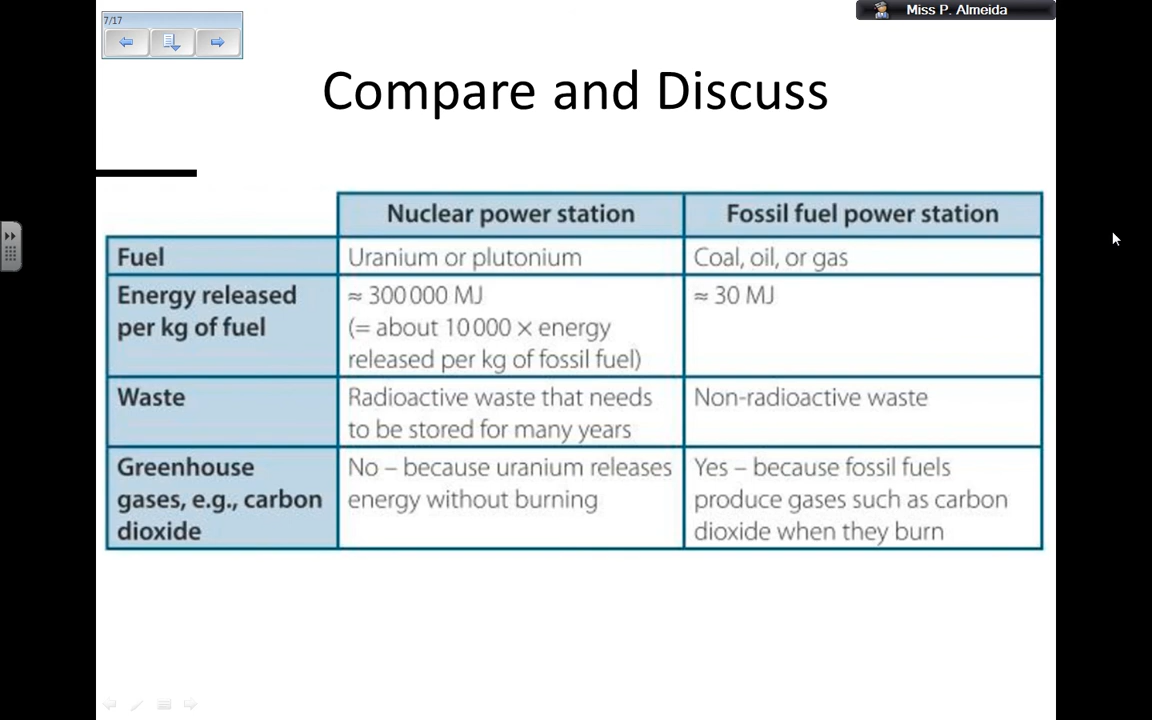 7/17
Miss P. Almeida
Compare and Discuss
Nuclear power station
Fossil fuel power station
Fuel
Uranium or plutonium
Coal, oil, or gas
Energy released
per kg of fuel
≈ 300 000 MJ
(= about 10 000 × energy
released per kg of fossil fuel)
≈ 30 MJ
Waste
Radioactive waste that needs
to be stored for many years
Non-radioactive waste
Greenhouse
gases, e.g., carbon
dioxide
No – because uranium releases
energy without burning
Yes – because fossil fuels
produce gases such as carbon
dioxide when they burn